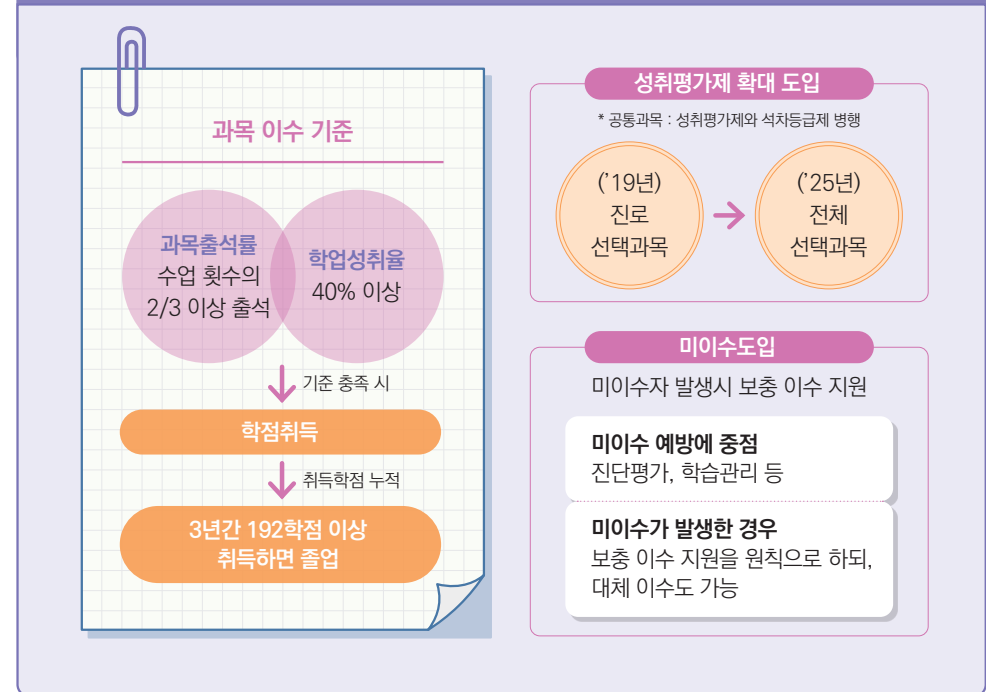 과목 이수 기준
과목출석률
수업 횟수의
2/3 이상 출석
학업성취율
40% 이상
기준 충족 시
학점취득
취득학점 누적
3년간 192학점 이상
취득하면 졸업
성취평가제 확대 도입
* 공통과목 : 성취평가제와 석차등급제 병행
(’19년)
진로
선택과목
(’25년)
전체
선택과목
미이수도입
미이수자 발생시 보충 이수 지원
미이수 예방에 중점
진단평가, 학습관리 등
미이수가 발생한 경우
보충 이수 지원을 원칙으로 하되,
대체 이수도 가능